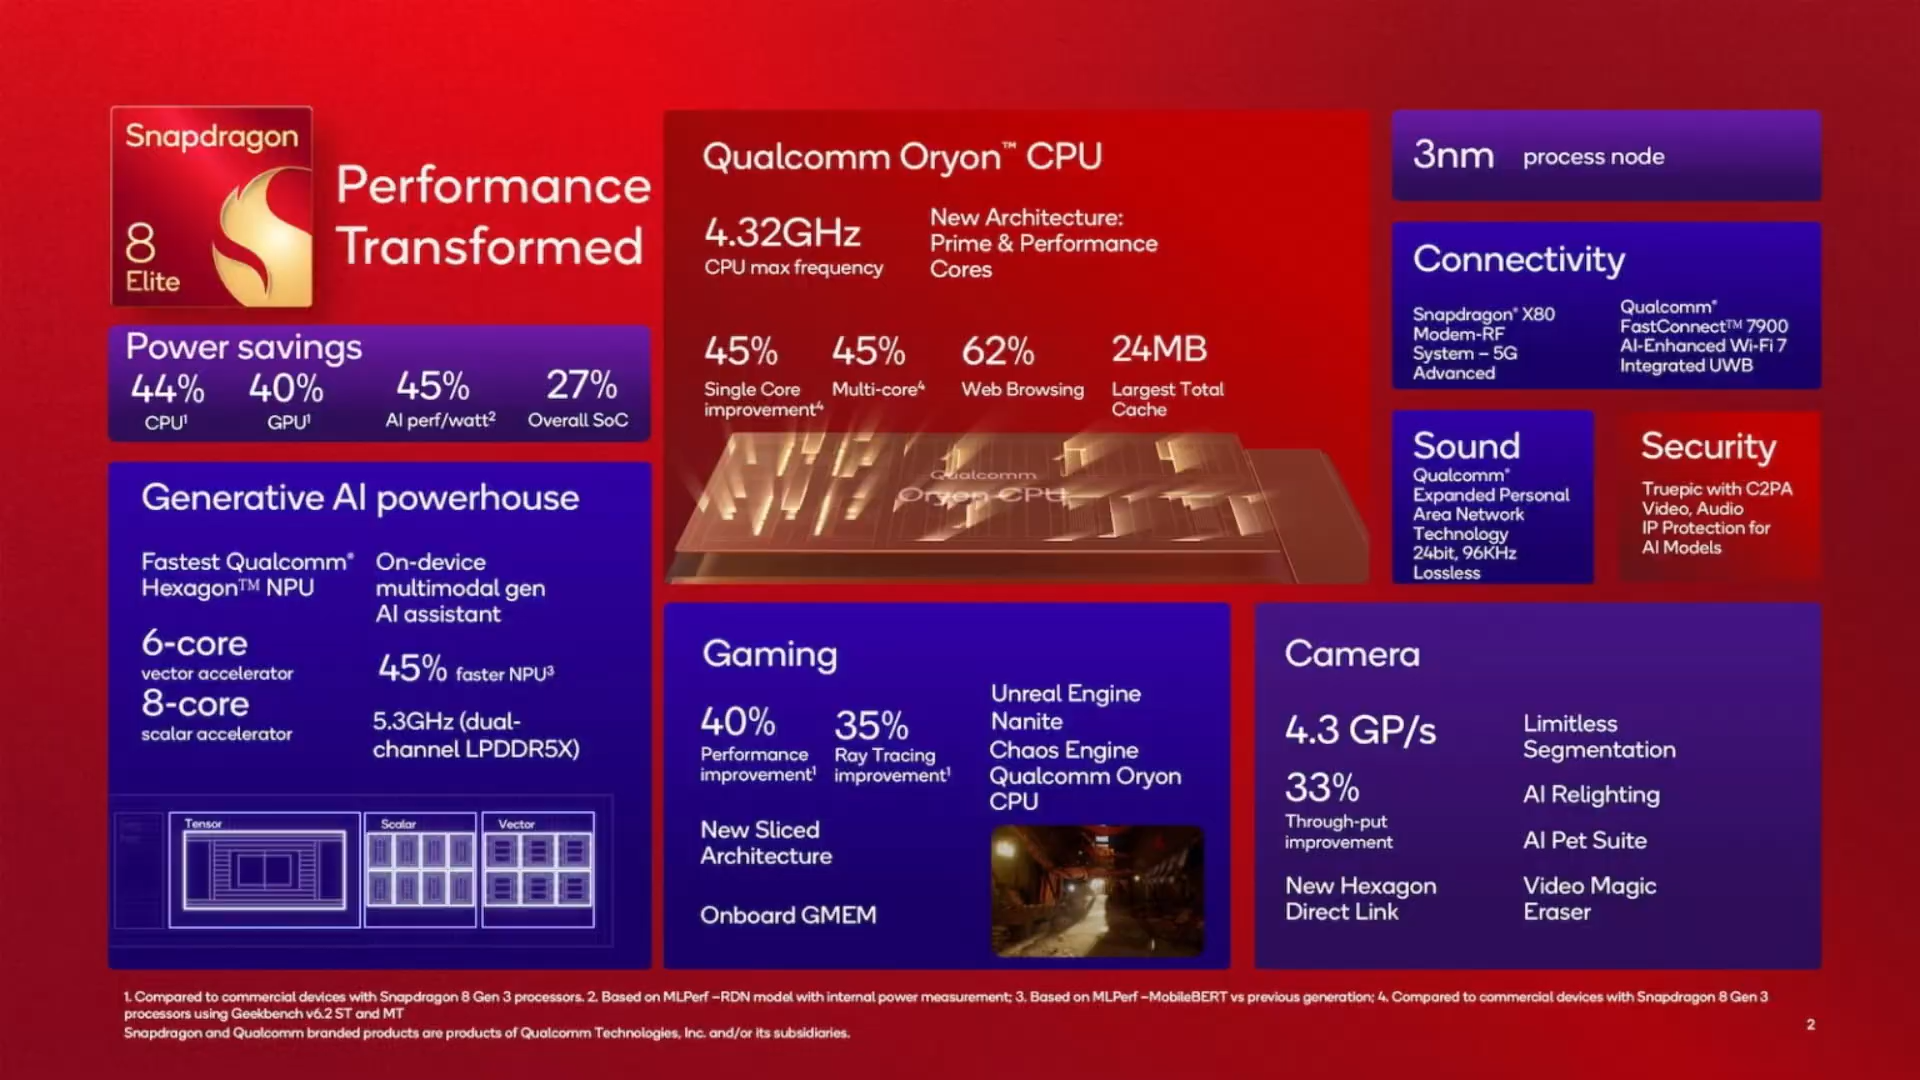 Snapdragon
8
Elite
Performance
Transformed
Power savings
44%
CPU¹
40%
GPU¹
45%
AI perf/watt²
27%
Overall SoC
Generative AI powerhouse
Fastest Qualcomm®
Hexagon™ NPU
6-core
vector accelerator
8-core
scalar accelerator
On-device
multimodal gen
AI assistant
45% faster NPU³
5.3GHz (dual-
channel LPDDR5X)
Tensor
Scalar
Vector
Qualcomm Oryon™ CPU
4.32GHz
CPU max frequency
New Architecture:
Prime & Performance
Cores
45%
Single Core
improvement⁴
45%
Multi-core⁴
62%
Web Browsing
24MB
Largest Total
Cache
Qualcomm
Oryon CPU
Gaming
40%
Performance
improvement¹
35%
Ray Tracing
improvement¹
New Sliced
Architecture
Onboard GMEM
Unreal Engine
Nanite
Chaos Engine
Qualcomm Oryon
CPU
3nm process node
Connectivity
Snapdragon® X80
Modem-RF
System – 5G
Advanced
Qualcomm®
FastConnect™ 7900
AI-Enhanced Wi-Fi 7
Integrated UWB
Sound
Qualcomm®
Expanded Personal
Area Network
Technology
24bit, 96KHz
Lossless
Security
Truepic with C2PA
Video, Audio
IP Protection for
AI Models
Camera
4.3 GP/s
33%
Through-put
improvement
New Hexagon
Direct Link
Limitless
Segmentation
AI Relighting
AI Pet Suite
Video Magic
Eraser
1. Compared to commercial devices with Snapdragon 8 Gen 3 processors. 2. Based on MLPerf –RDN model with internal power measurement; 3. Based on MLPerf –MobileBERT vs previous generation; 4. Compared to commercial devices with Snapdragon 8 Gen 3
processors using Geekbench v6.2 ST and MT
Snapdragon and Qualcomm branded products are products of Qualcomm Technologies, Inc. and/or its subsidiaries.
2